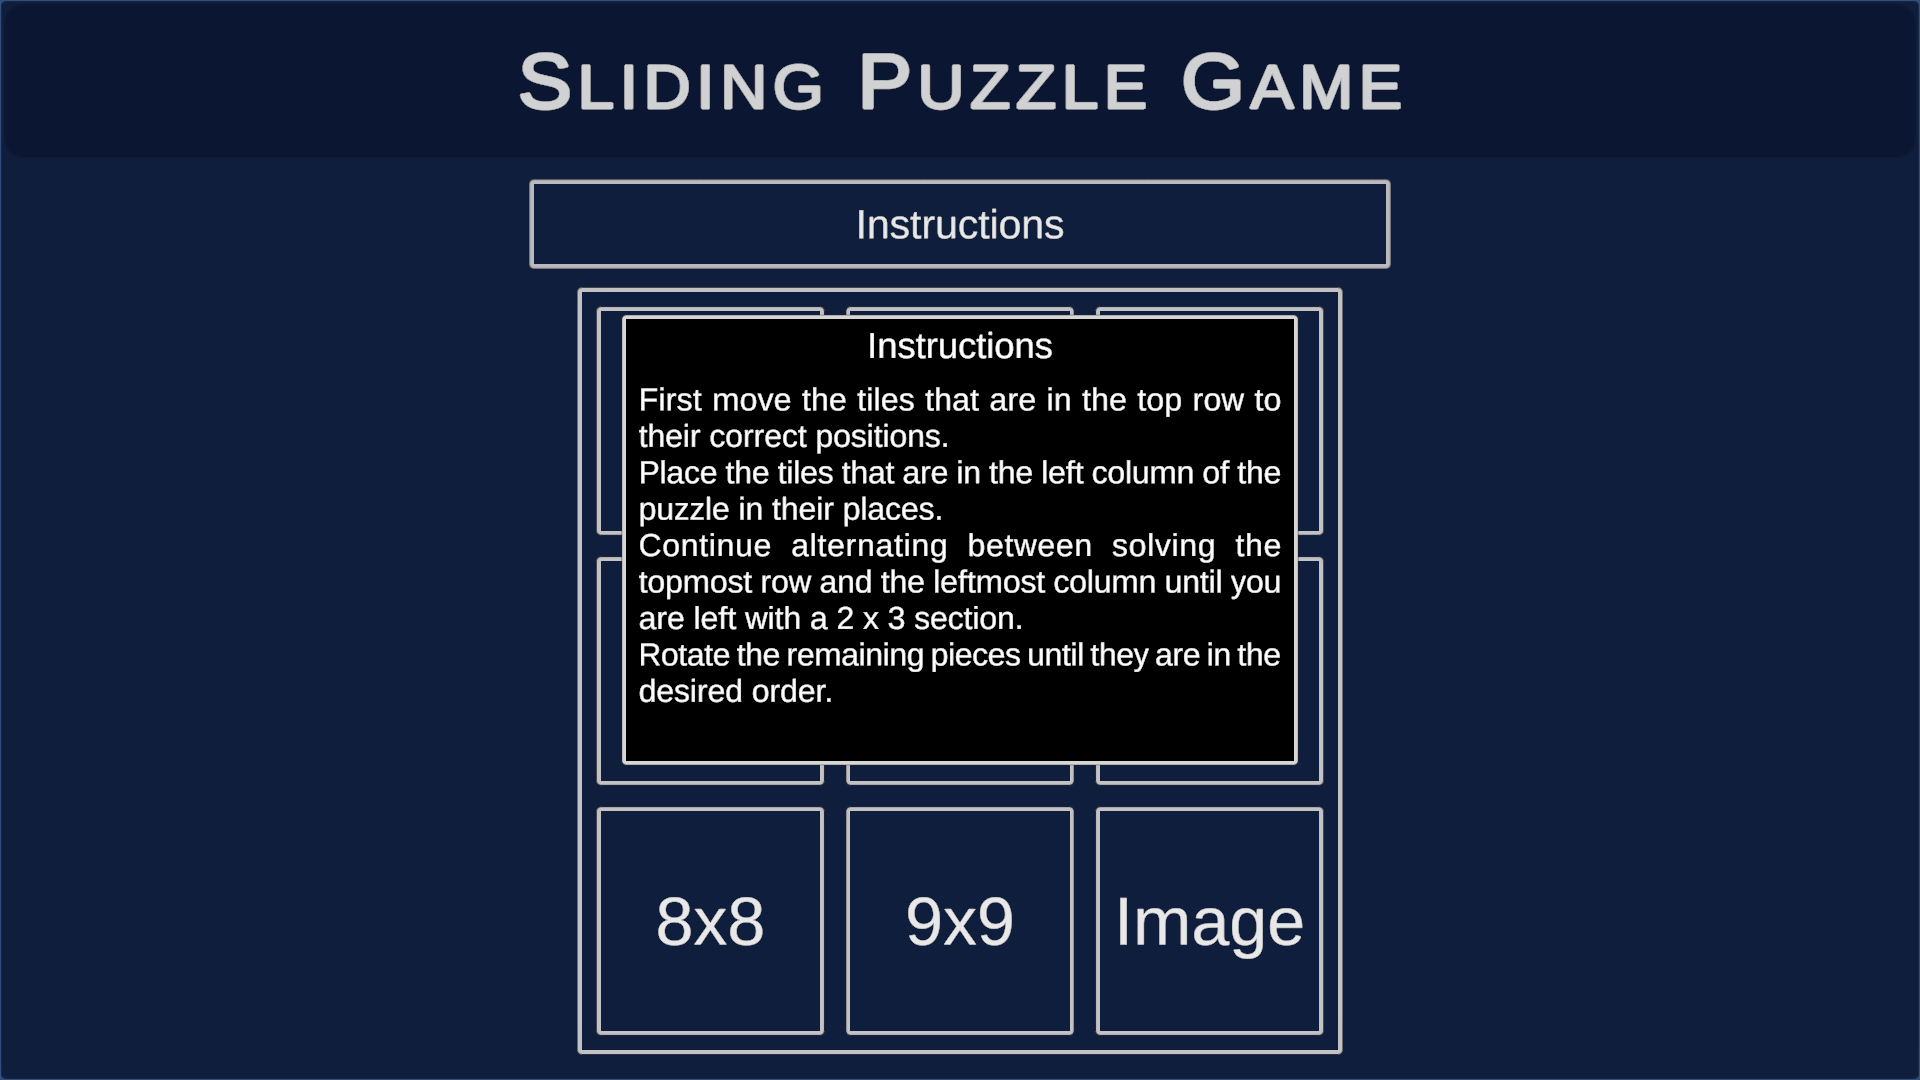 Sliding Puzzle Game
Instructions
Instructions
First move the tiles that are in the top row to
their correct positions.
Place the tiles that are in the left column of the
puzzle in their places.
Continue alternating between solving the
topmost row and the leftmost column until you
are left with a 2 x 3 section.
Rotate the remaining pieces until they are in the
desired order.
8x8
9x9
Image